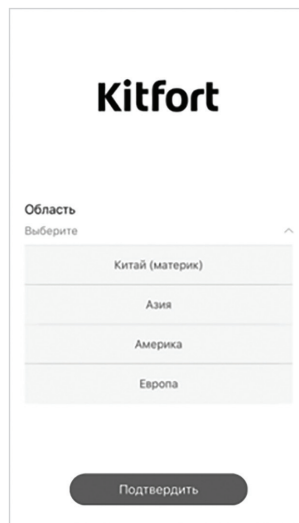 Kitfort
Область
Выберите
Китай (материк)
Азия
Америка
Европа
Подтвердить